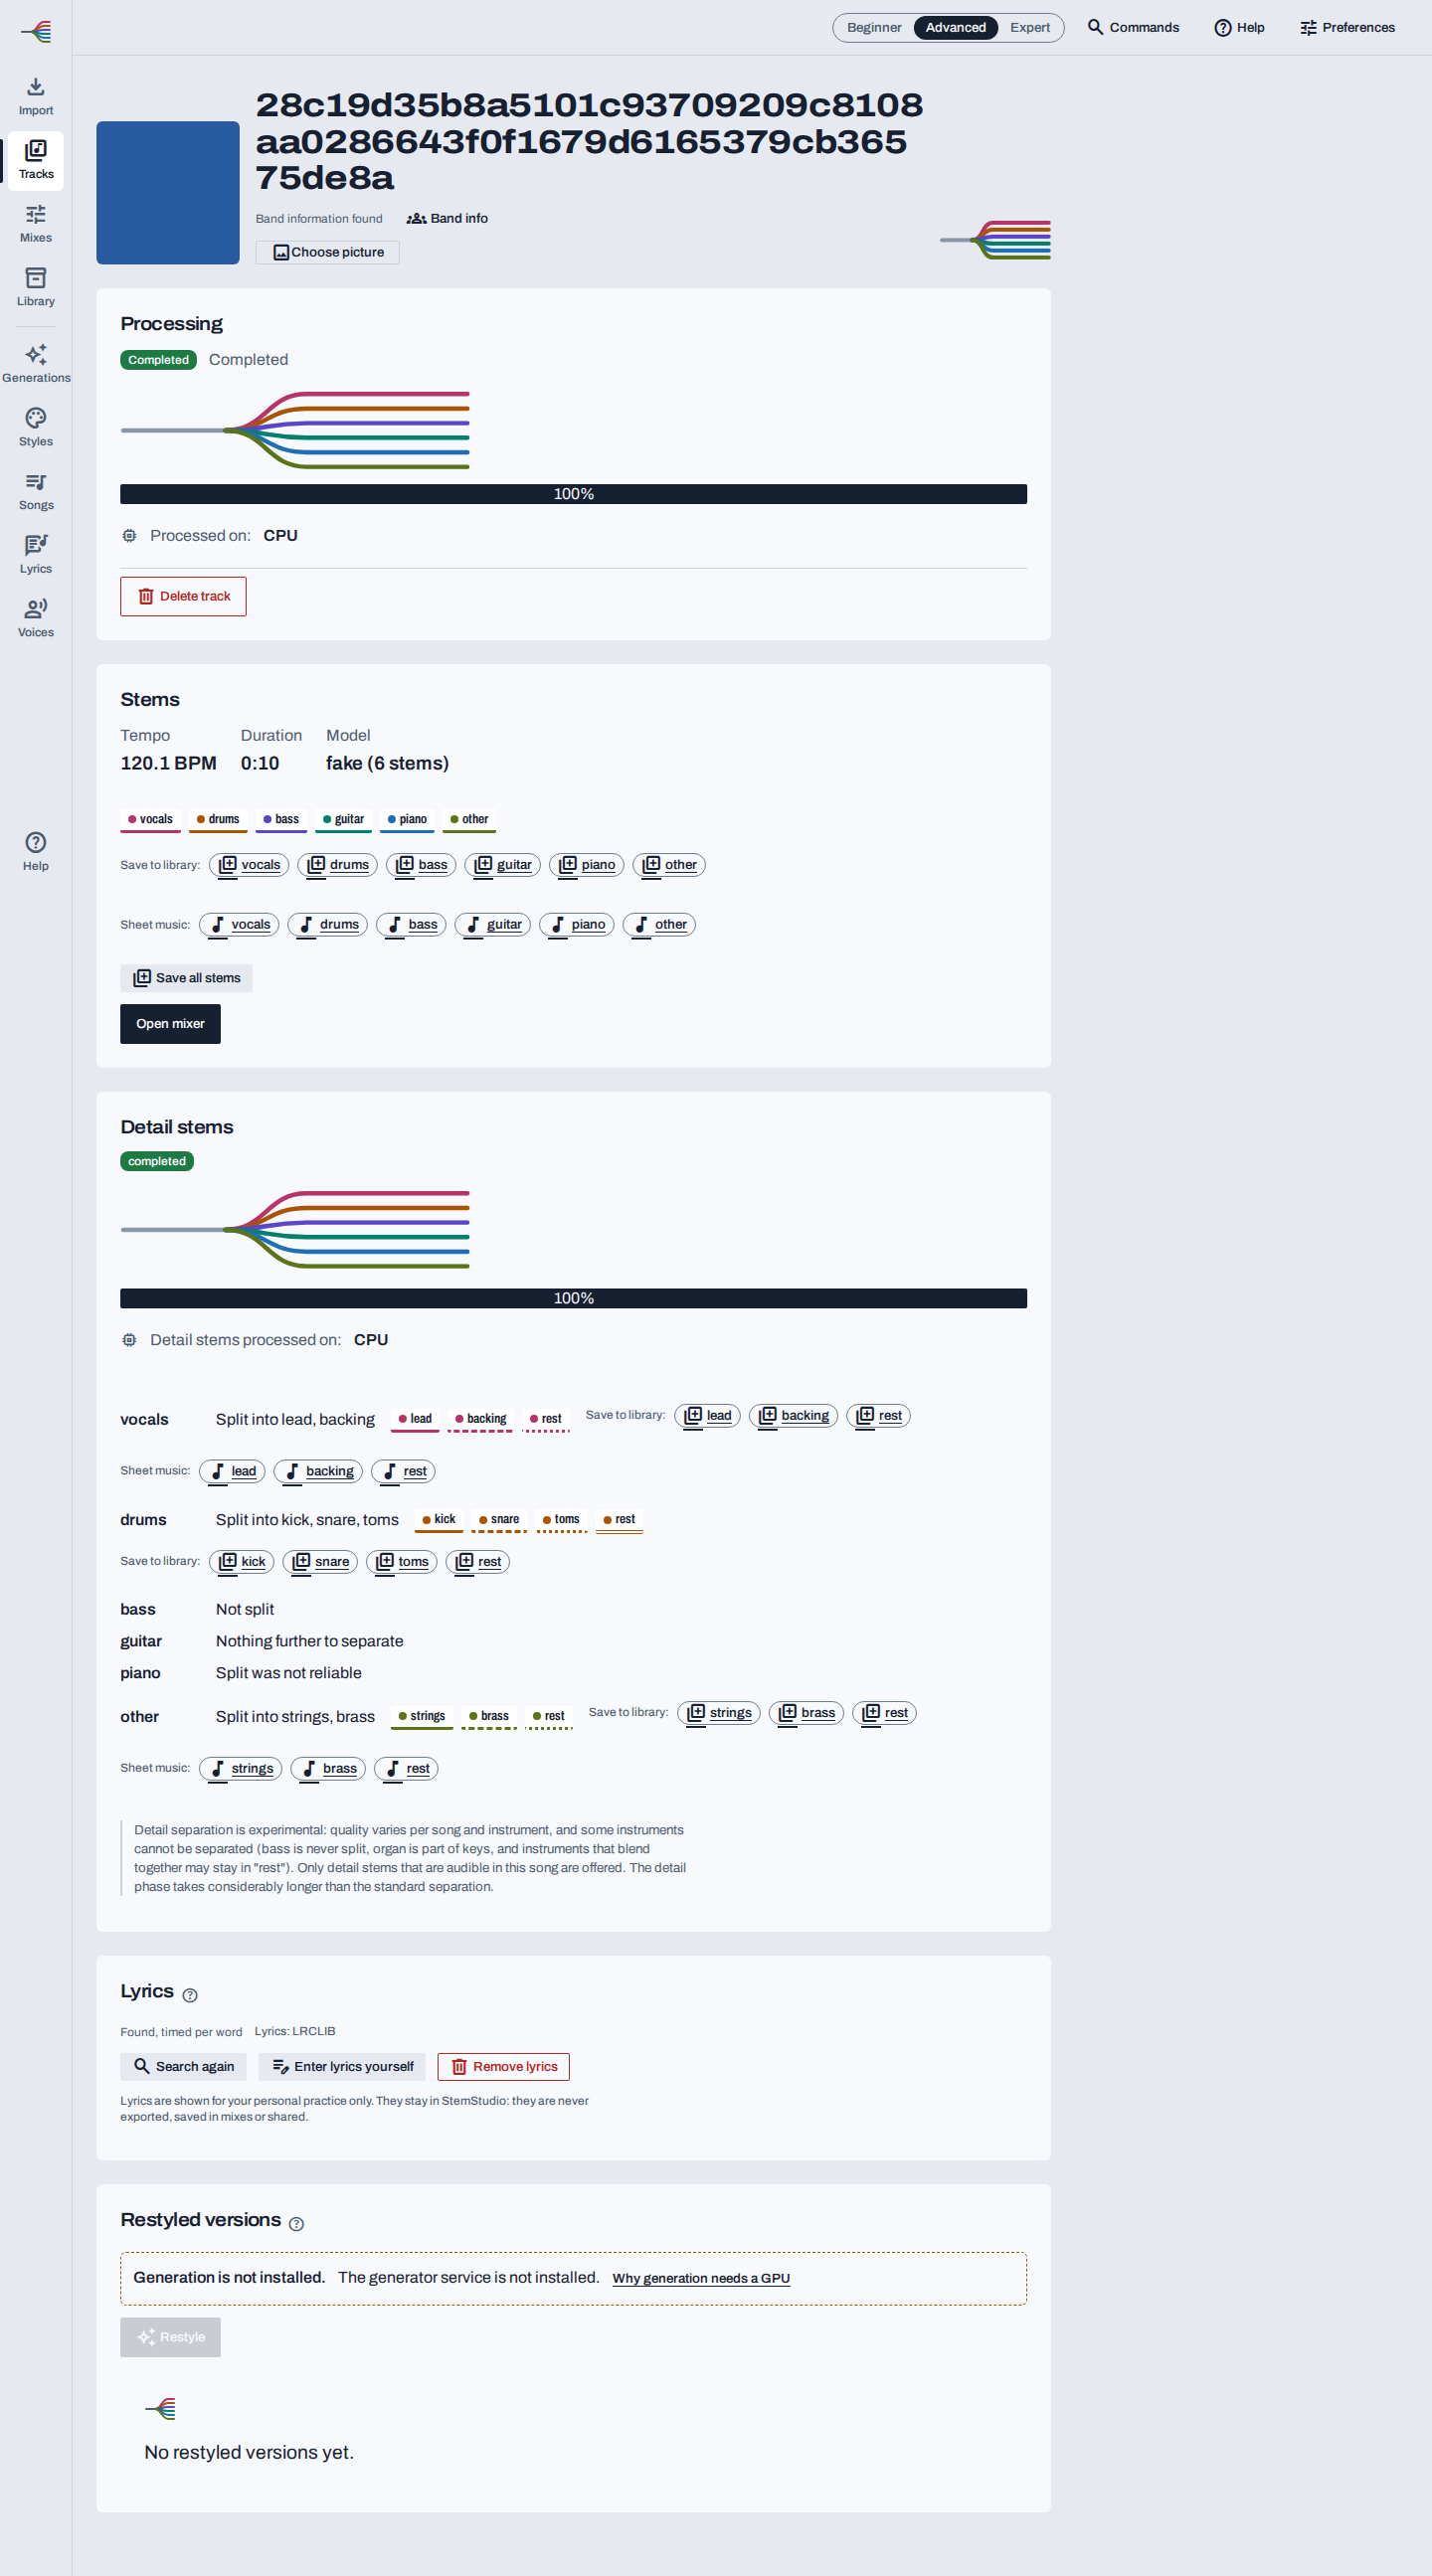 Beginner Advanced Expert Commands Help Preferences
Import
Tracks
Mixes
Library
Generations
Styles
Songs
Lyrics
Voices
Help
28c19d35b8a5101c93709209c8108
aa0286643f0f1679d6165379cb365
75de8a
Band information found Band info
Choose picture
Processing
Completed Completed
100%
Processed on: CPU
Delete track
Stems
Tempo Duration Model
120.1 BPM 0:10 fake (6 stems)
vocals drums bass guitar piano other
Save to library: vocals drums bass guitar piano other
Sheet music: vocals drums bass guitar piano other
Save all stems
Open mixer
Detail stems
completed
100%
Detail stems processed on: CPU
vocals Split into lead, backing lead backing rest Save to library: lead backing rest
Sheet music: lead backing rest
drums Split into kick, snare, toms kick snare toms rest
Save to library: kick snare toms rest
bass Not split
guitar Nothing further to separate
piano Split was not reliable
other Split into strings, brass strings brass rest Save to library: strings brass rest
Sheet music: strings brass rest
Detail separation is experimental: quality varies per song and instrument, and some instruments
cannot be separated (bass is never split, organ is part of keys, and instruments that blend
together may stay in "rest"). Only detail stems that are audible in this song are offered. The detail
phase takes considerably longer than the standard separation.
Lyrics
Found, timed per word Lyrics: LRCLIB
Search again Enter lyrics yourself Remove lyrics
Lyrics are shown for your personal practice only. They stay in StemStudio: they are never
exported, saved in mixes or shared.
Restyled versions
Generation is not installed. The generator service is not installed. Why generation needs a GPU
Restyle
No restyled versions yet.